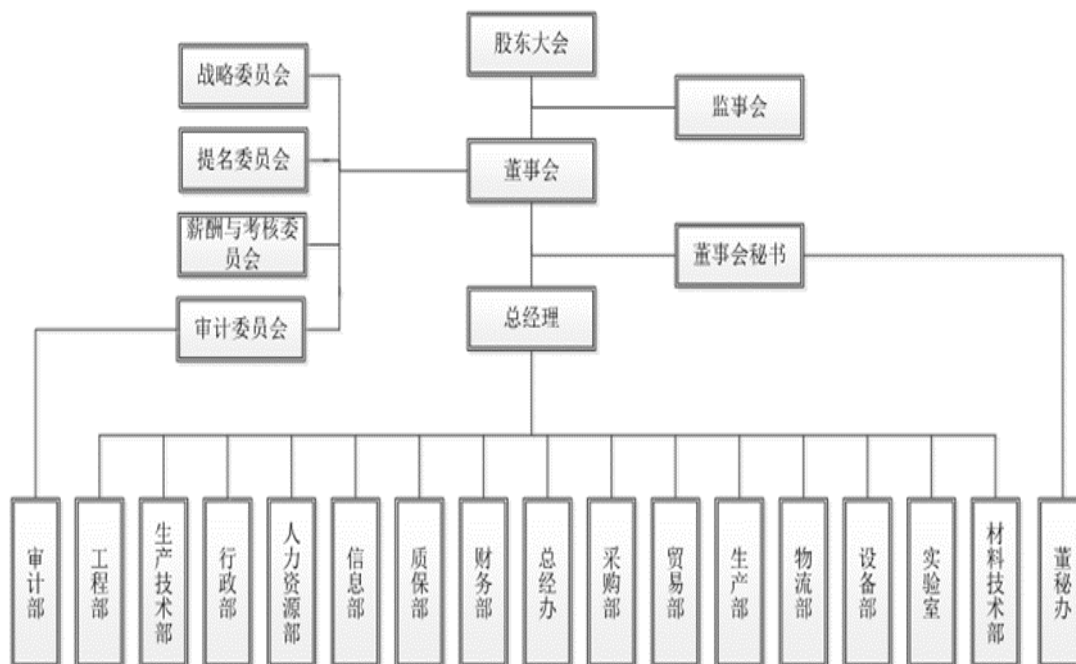 股东大会
战略委员会
监事会
提名委员会
董事会
薪酬与考核委
员会
董事会秘书
总经理
审计委员会
审计部
工程部
生产技术部
行政部
人力资源部
信息部
质保部
财务部
总经办
采购部
贸易部
生产部
物流部
设备部
实验室
材料技术部
董秘办